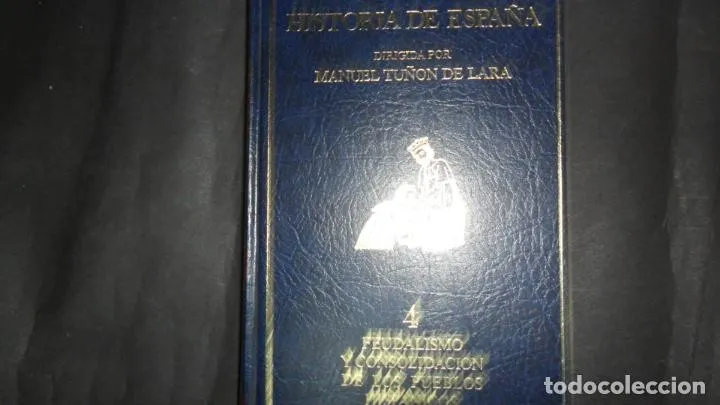 HISTORIA DE ESPAÑA
DIRIGIDA POR
MANUEL TUÑON DE LARA
4
FEUDALISMO
Y CONSOLIDACION
DE LOS PUEBLOS
todocoleccion